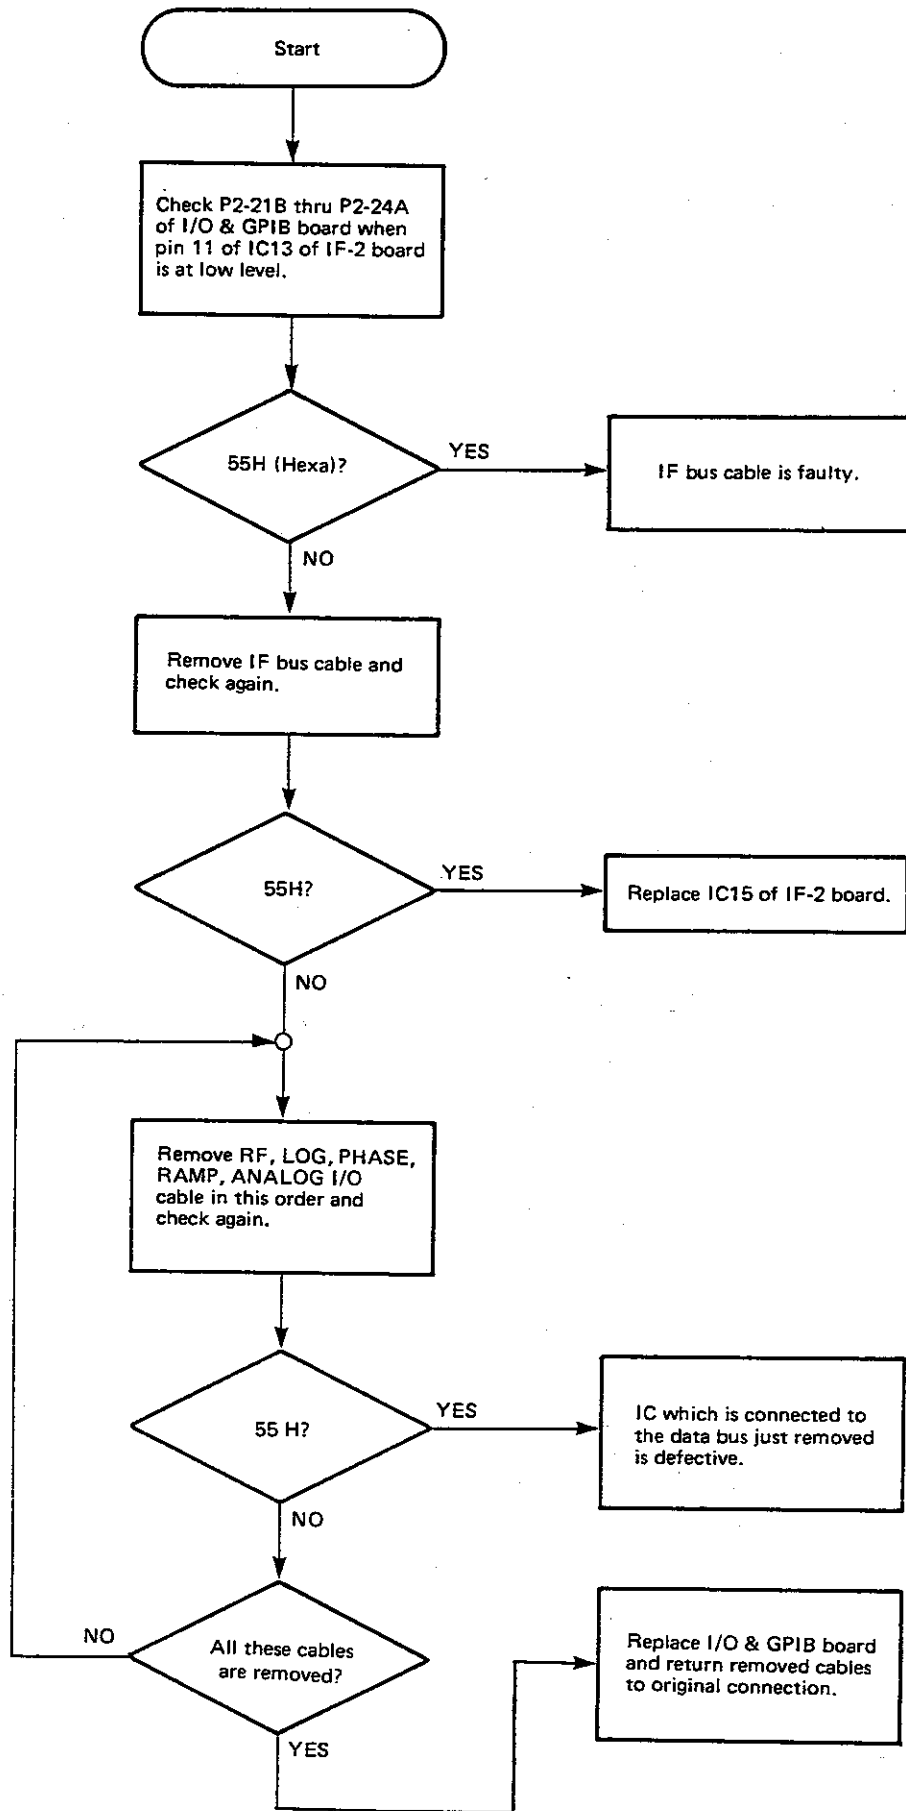 Start
Check P2-21B thru P2-24A
of I/O & GPIB board when
pin 11 of IC13 of IF-2 board
is at low level.
55H (Hexa)?
YES
IF bus cable is faulty.
NO
Remove IF bus cable and
check again.
55H?
YES
Replace IC15 of IF-2 board.
NO
Remove RF, LOG, PHASE,
RAMP, ANALOG I/O
cable in this order and
check again.
55 H?
YES
IC which is connected to
the data bus just removed
is defective.
NO
NO
All these cables
are removed?
Replace I/O & GPIB board
and return removed cables
to original connection.
YES